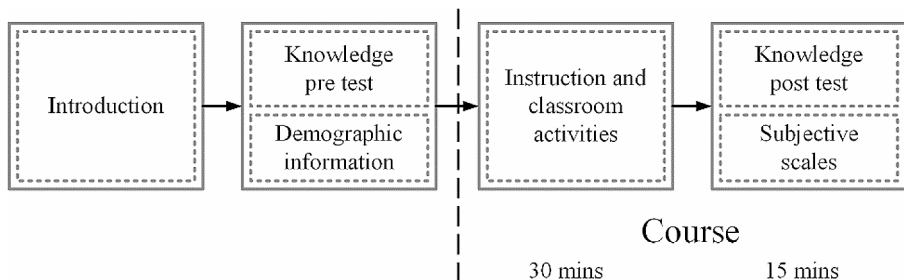 Introduction
Knowledge
pre test
Demographic
information
Instruction and
classroom
activities
Knowledge
post test
Subjective
scales
Course
30 mins
15 mins